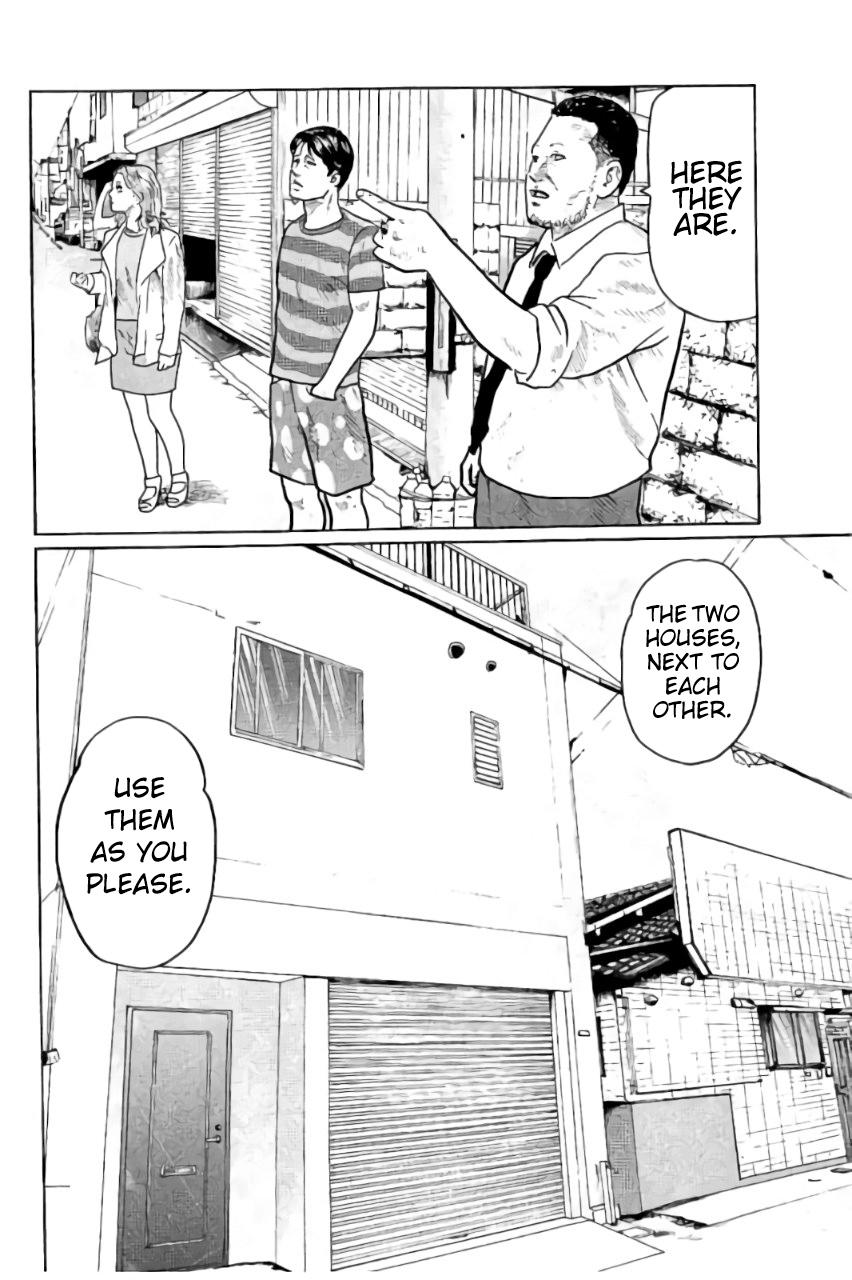 HERE
THEY
ARE.
THE TWO
HOUSES,
NEXT TO
EACH
OTHER.
USE
THEM
AS YOU
PLEASE.